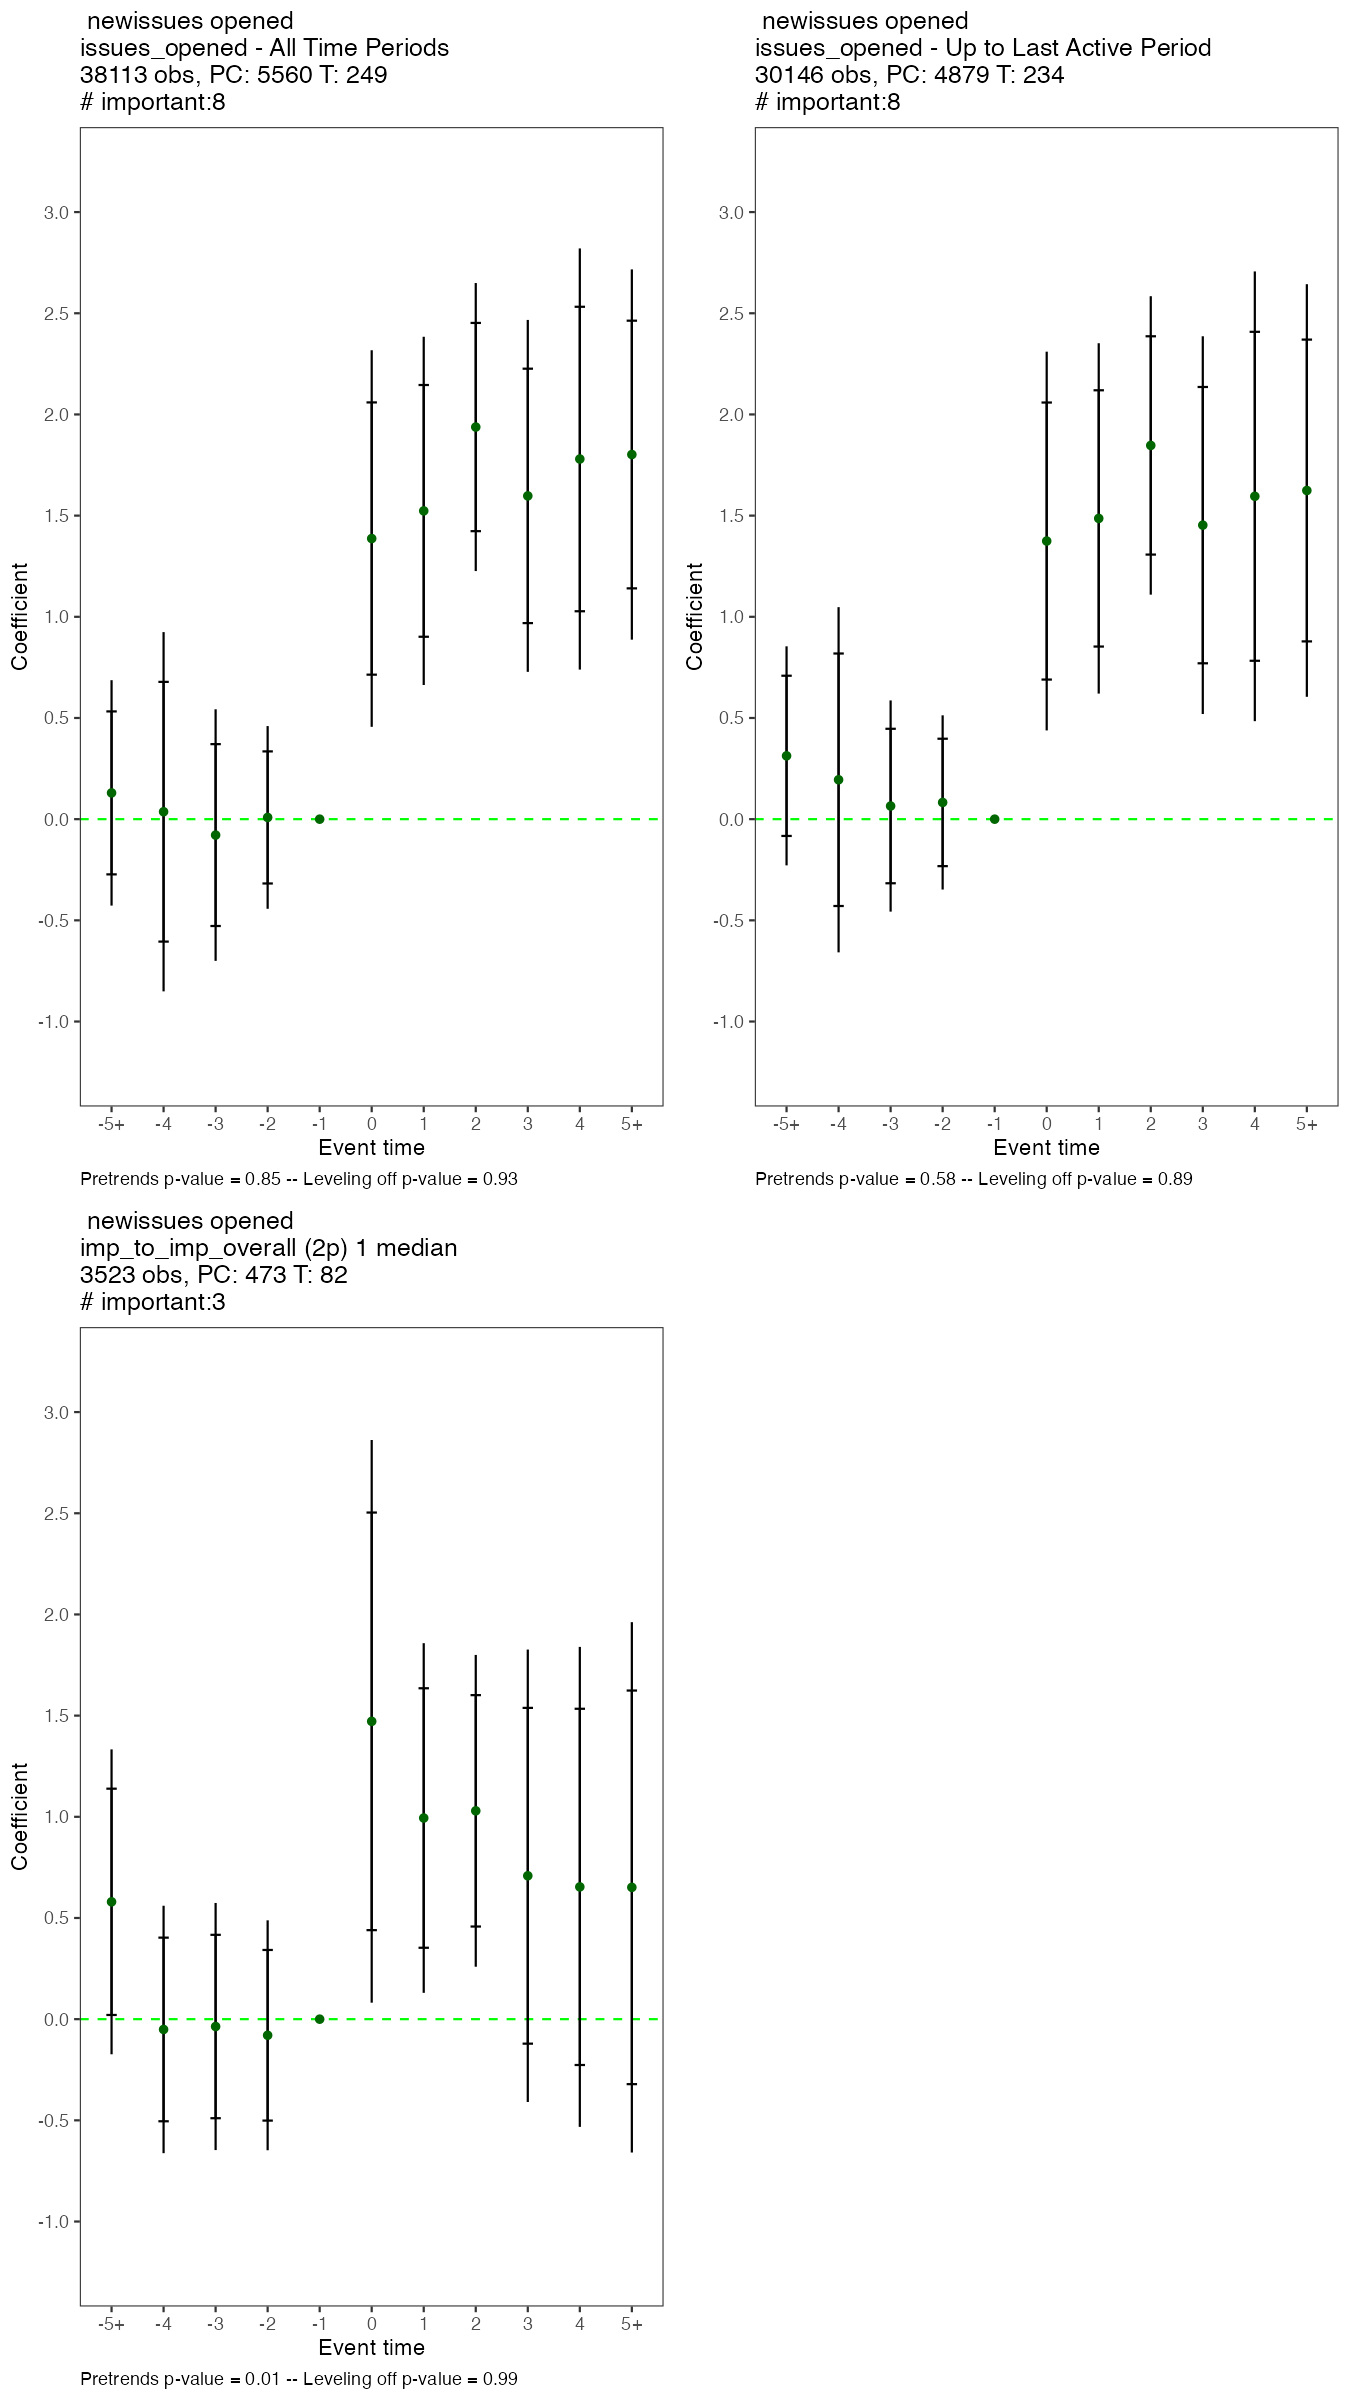 newissues opened
issues_opened - All Time Periods
38113 obs, PC: 5560 T: 249
# important:8
Coefficient
3.0
2.5
2.0
1.5
1.0
0.5
0.0
-0.5
-1.0
-5+ -4 -3 -2 -1 0 1 2 3 4 5+
Event time
Pretrends p-value = 0.85 -- Leveling off p-value = 0.93
newissues opened
issues_opened - Up to Last Active Period
30146 obs, PC: 4879 T: 234
# important:8
Coefficient
3.0
2.5
2.0
1.5
1.0
0.5
0.0
-0.5
-1.0
-5+ -4 -3 -2 -1 0 1 2 3 4 5+
Event time
Pretrends p-value = 0.58 -- Leveling off p-value = 0.89
newissues opened
imp_to_imp_overall (2p) 1 median
3523 obs, PC: 473 T: 82
# important:3
Coefficient
3.0
2.5
2.0
1.5
1.0
0.5
0.0
-0.5
-1.0
-5+ -4 -3 -2 -1 0 1 2 3 4 5+
Event time
Pretrends p-value = 0.01 -- Leveling off p-value = 0.99